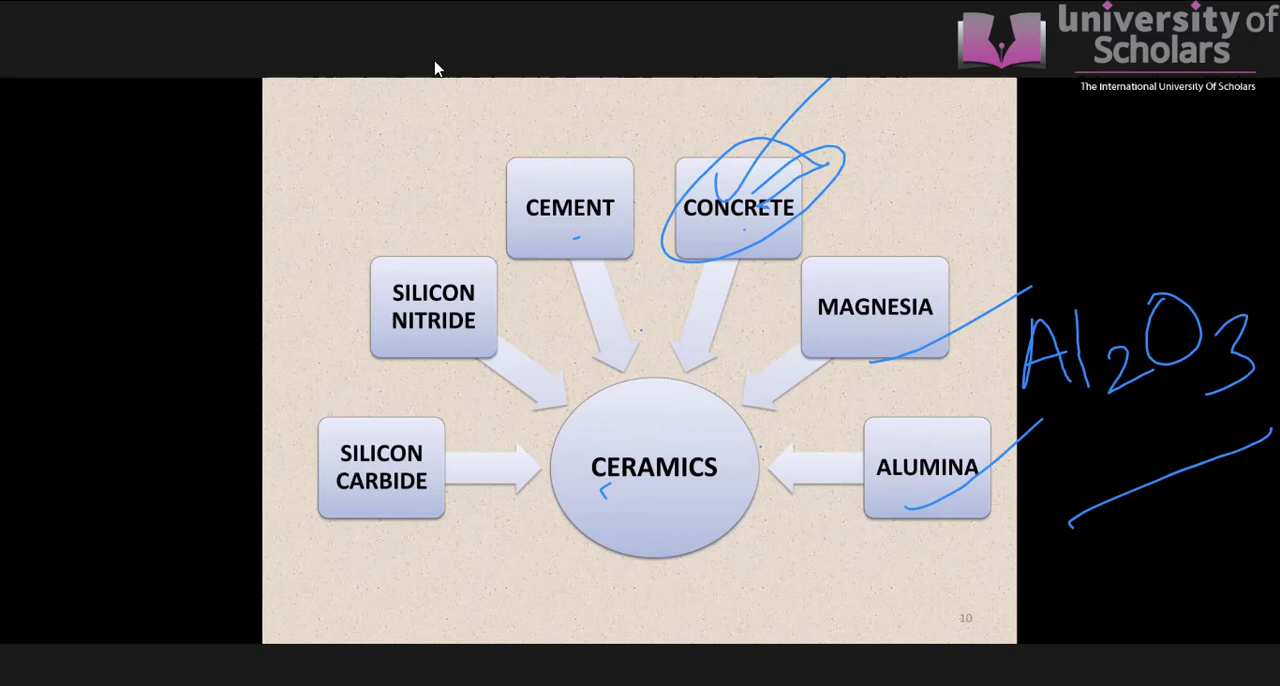 university of
Scholars
The International University Of Scholars
CEMENT
CONCRETE
SILICON
NITRIDE
MAGNESIA
Al2O3
SILICON
CARBIDE
CERAMICS
ALUMINA
10